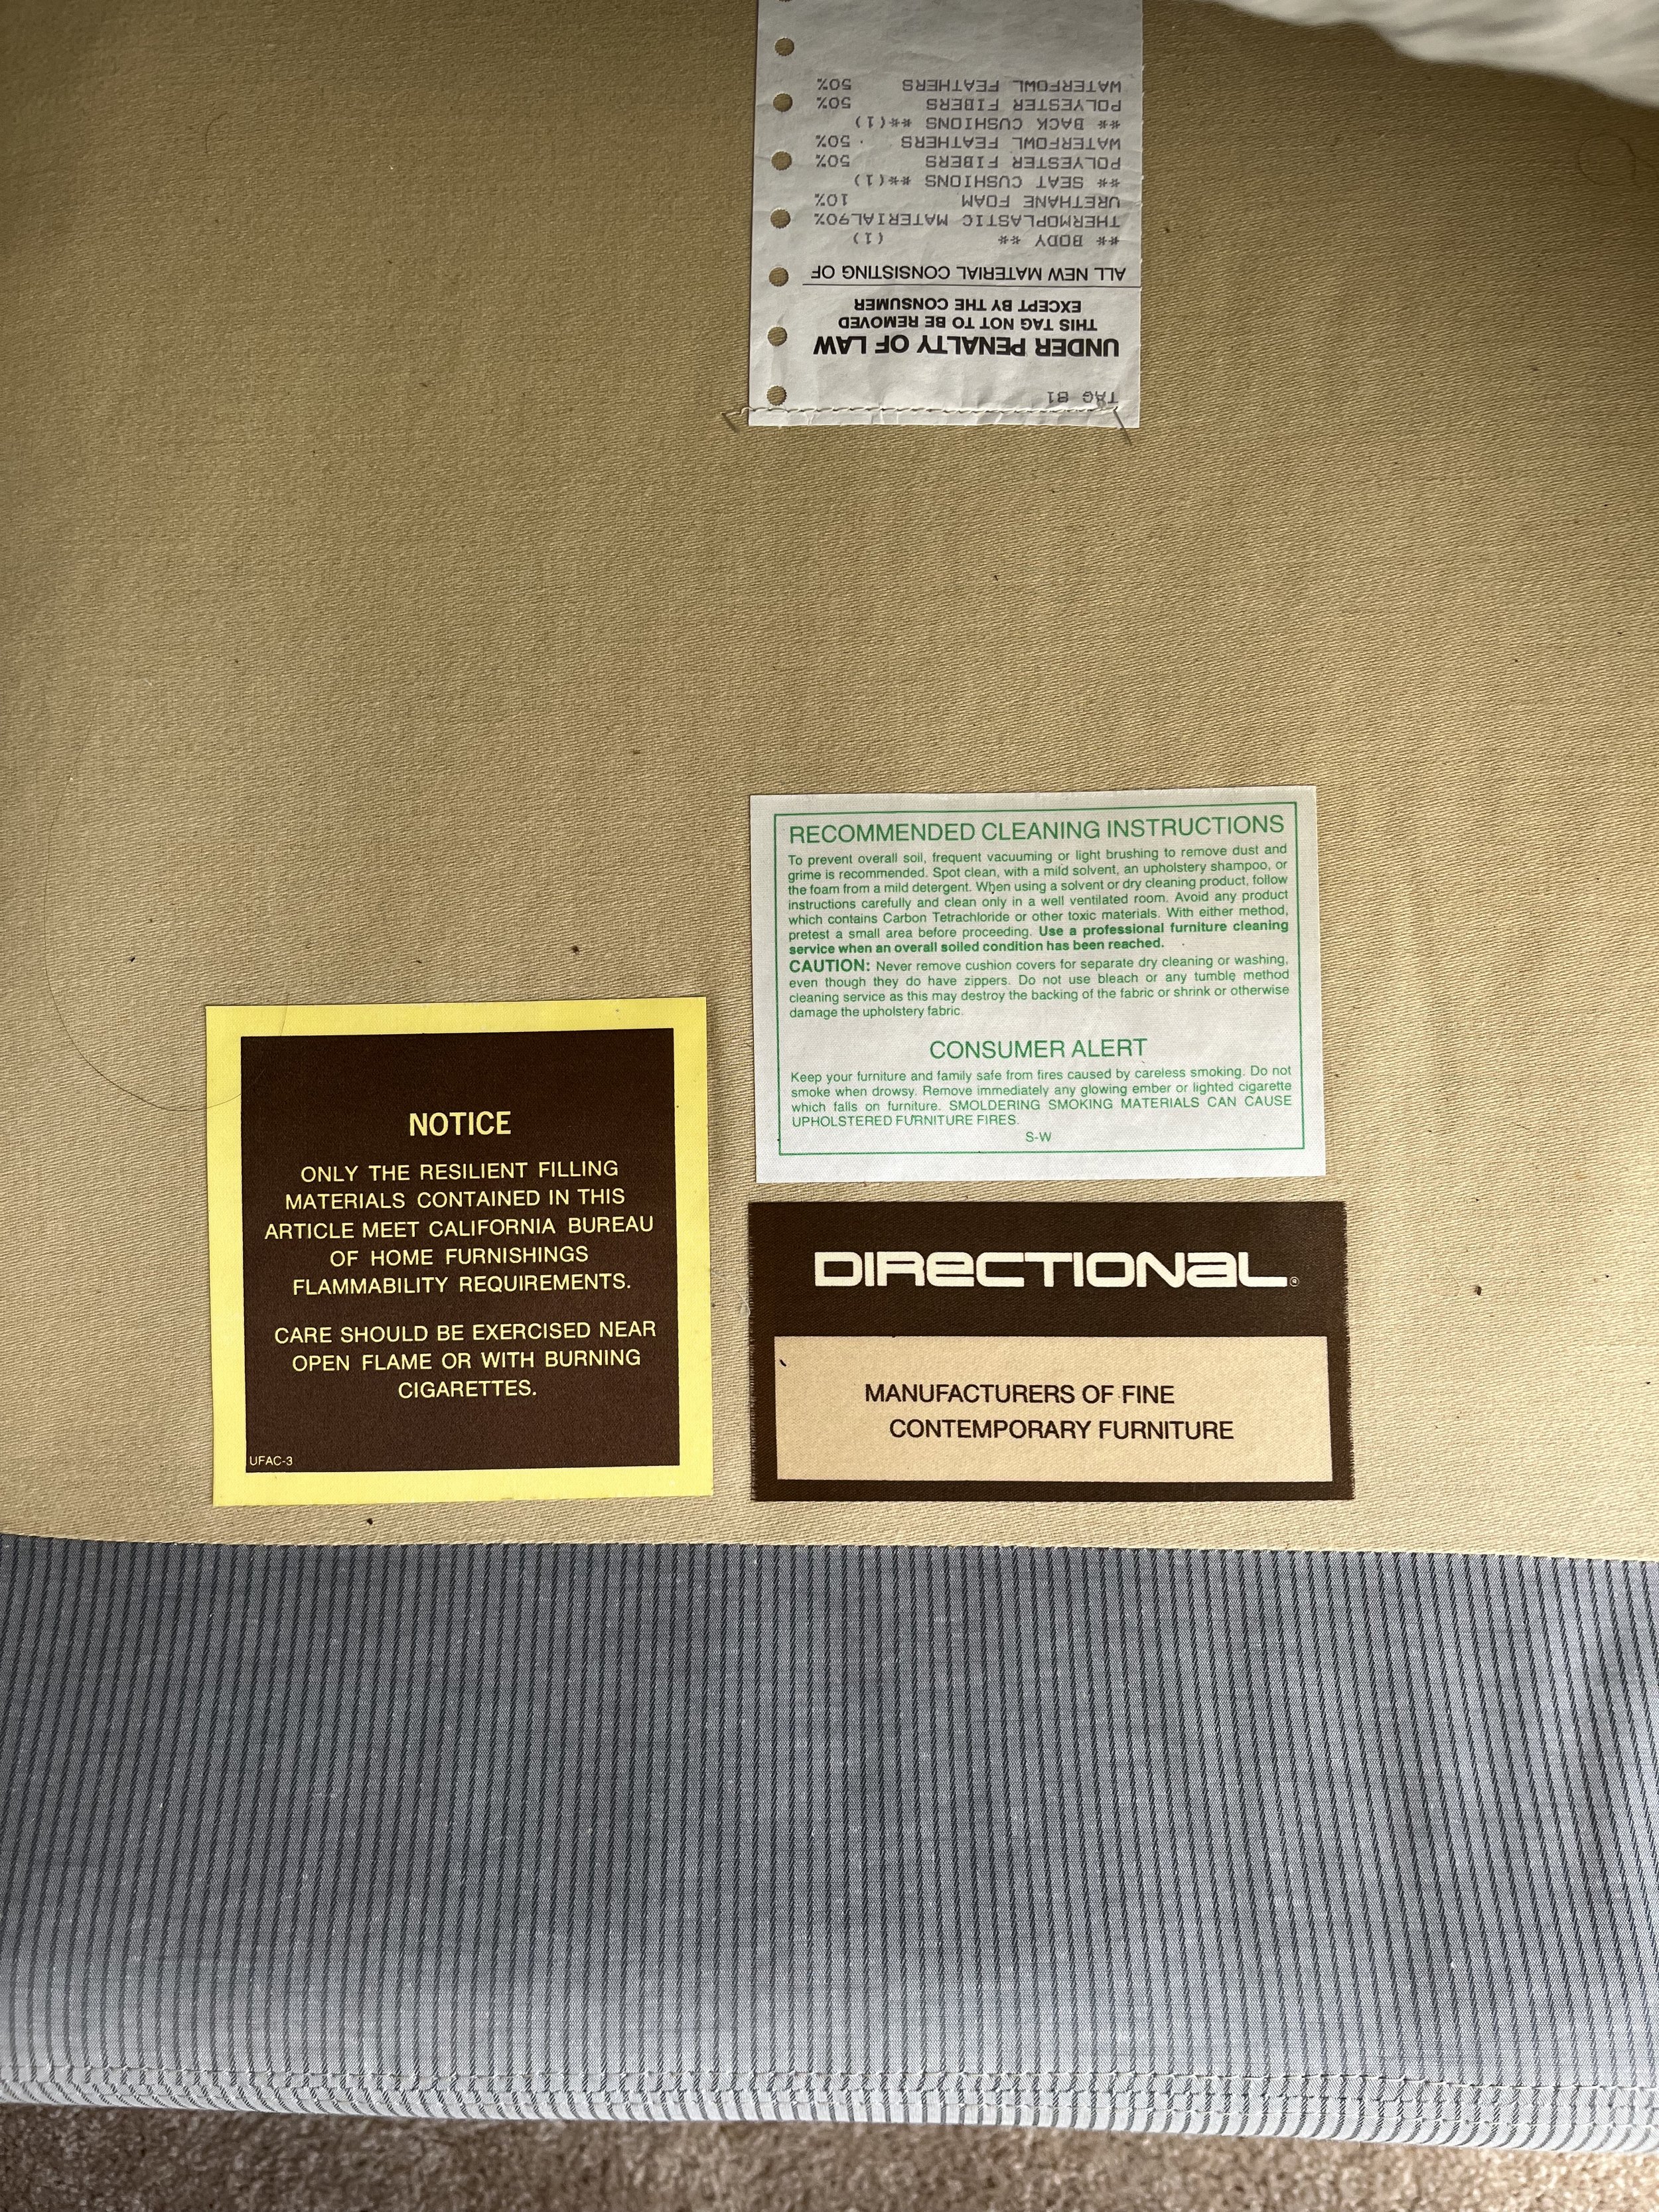 TAG B1
UNDER PENALTY OF LAW
THIS TAG NOT TO BE REMOVED
EXCEPT BY THE CONSUMER
ALL NEW MATERIAL CONSISTING OF
** BODY ** (1)
THERMOPLASTIC MATERIAL90%
URETHANE FOAM 10%
** SEAT CUSHIONS **(1)
POLYESTER FIBERS 50%
WATERFOWL FEATHERS 50%
** BACK CUSHIONS **(1)
POLYESTER FIBERS 50%
WATERFOWL FEATHERS 50%
RECOMMENDED CLEANING INSTRUCTIONS
To prevent overall soil, frequent vacuuming or light brushing to remove dust and
grime is recommended. Spot clean, with a mild solvent, an upholstery shampoo, or
the foam from a mild detergent. When using a solvent or dry cleaning product, follow
instructions carefully and clean only in a well ventilated room. Avoid any product
which contains Carbon Tetrachloride or other toxic materials. With either method,
pretest a small area before proceeding. Use a professional furniture cleaning
service when an overall soiled condition has been reached.
CAUTION: Never remove cushion covers for separate dry cleaning or washing,
even though they do have zippers. Do not use bleach or any tumble method
cleaning service as this may destroy the backing of the fabric or shrink or otherwise
damage the upholstery fabric.
CONSUMER ALERT
Keep your furniture and family safe from fires caused by careless smoking. Do not
smoke when drowsy. Remove immediately any glowing ember or lighted cigarette
which falls on furniture. SMOLDERING SMOKING MATERIALS CAN CAUSE
UPHOLSTERED FURNITURE FIRES.
S-W
NOTICE
ONLY THE RESILIENT FILLING
MATERIALS CONTAINED IN THIS
ARTICLE MEET CALIFORNIA BUREAU
OF HOME FURNISHINGS
FLAMMABILITY REQUIREMENTS.
CARE SHOULD BE EXERCISED NEAR
OPEN FLAME OR WITH BURNING
CIGARETTES.
UFAC-3
DIRECTIONAL®
MANUFACTURERS OF FINE
CONTEMPORARY FURNITURE